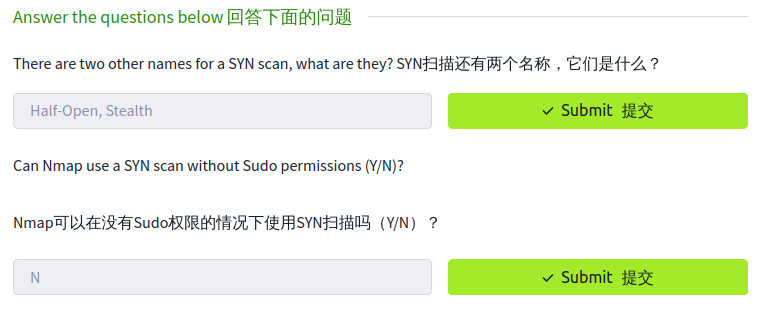 Answer the questions below 回答下面的问题
There are two other names for a SYN scan, what are they? SYN扫描还有两个名称，它们是什么？
Half-Open, Stealth
Submit 提交
Can Nmap use a SYN scan without Sudo permissions (Y/N)?
Nmap可以在没有Sudo权限的情况下使用SYN扫描吗（Y/N）？
N
Submit 提交